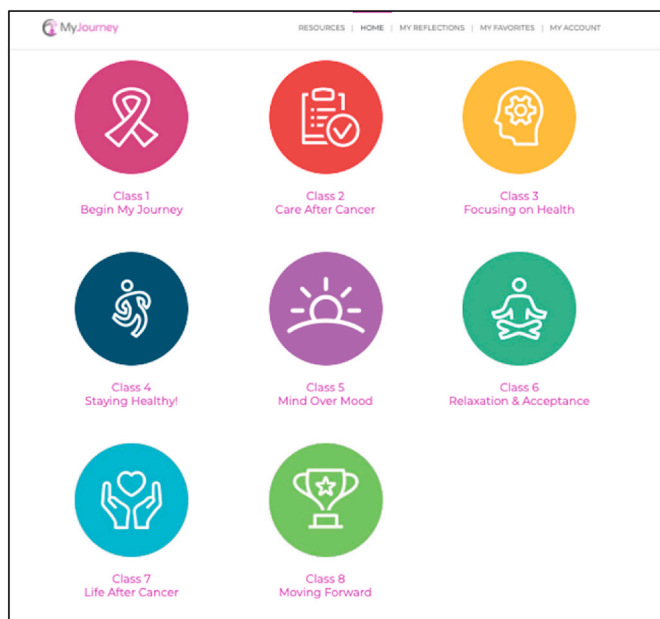 MyJourney
RESOURCES | HOME | MY REFLECTIONS | MY FAVORITES | MY ACCOUNT
Class 1
Begin My Journey
Class 2
Care After Cancer
Class 3
Focusing on Health
Class 4
Staying Healthy!
Class 5
Mind Over Mood
Class 6
Relaxation & Acceptance
Class 7
Life After Cancer
Class 8
Moving Forward